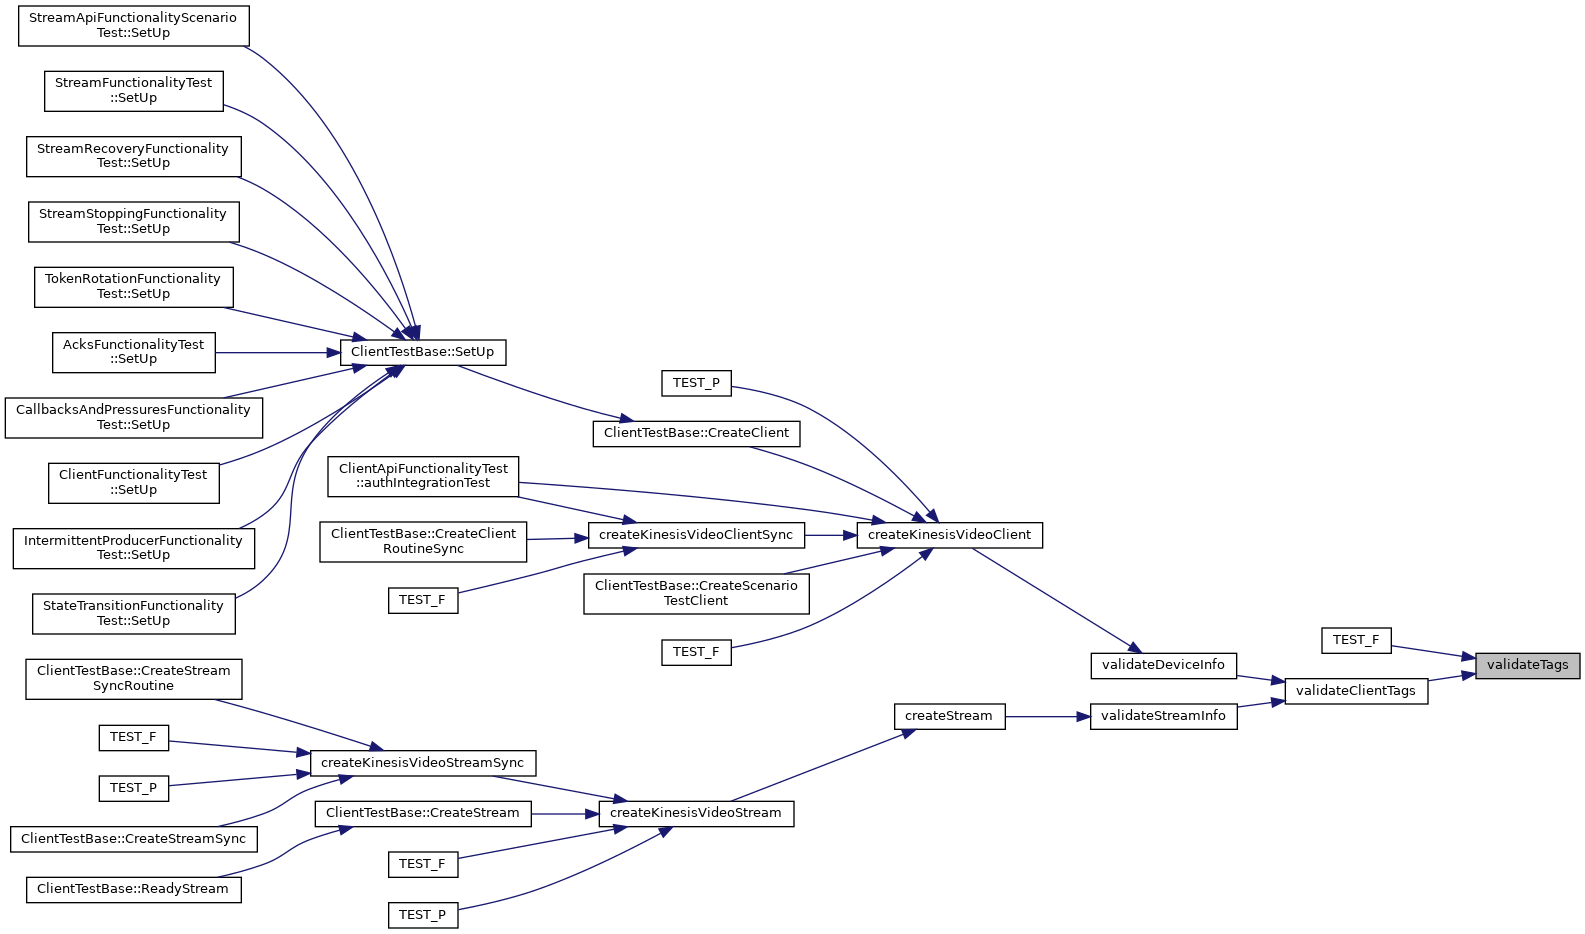 StreamApiFunctionalityScenario
Test::SetUp
StreamFunctionalityTest
::SetUp
StreamRecoveryFunctionality
Test::SetUp
StreamStoppingFunctionality
Test::SetUp
TokenRotationFunctionality
Test::SetUp
AcksFunctionalityTest
::SetUp
CallbacksAndPressuresFunctionality
Test::SetUp
ClientFunctionalityTest
::SetUp
IntermittentProducerFunctionality
Test::SetUp
StateTransitionFunctionality
Test::SetUp
ClientTestBase::CreateStream
SyncRoutine
TEST_F
TEST_P
ClientTestBase::CreateStreamSync
ClientTestBase::ReadyStream
ClientTestBase::SetUp
ClientApiFunctionalityTest
::authIntegrationTest
ClientTestBase::CreateClient
RoutineSync
TEST_F
createKinesisVideoStreamSync
ClientTestBase::CreateStream
TEST_F
TEST_P
TEST_P
ClientTestBase::CreateClient
createKinesisVideoClientSync
ClientTestBase::CreateScenario
TestClient
TEST_F
createKinesisVideoStream
createKinesisVideoClient
createStream
validateDeviceInfo
validateStreamInfo
TEST_F
validateClientTags
validateTags